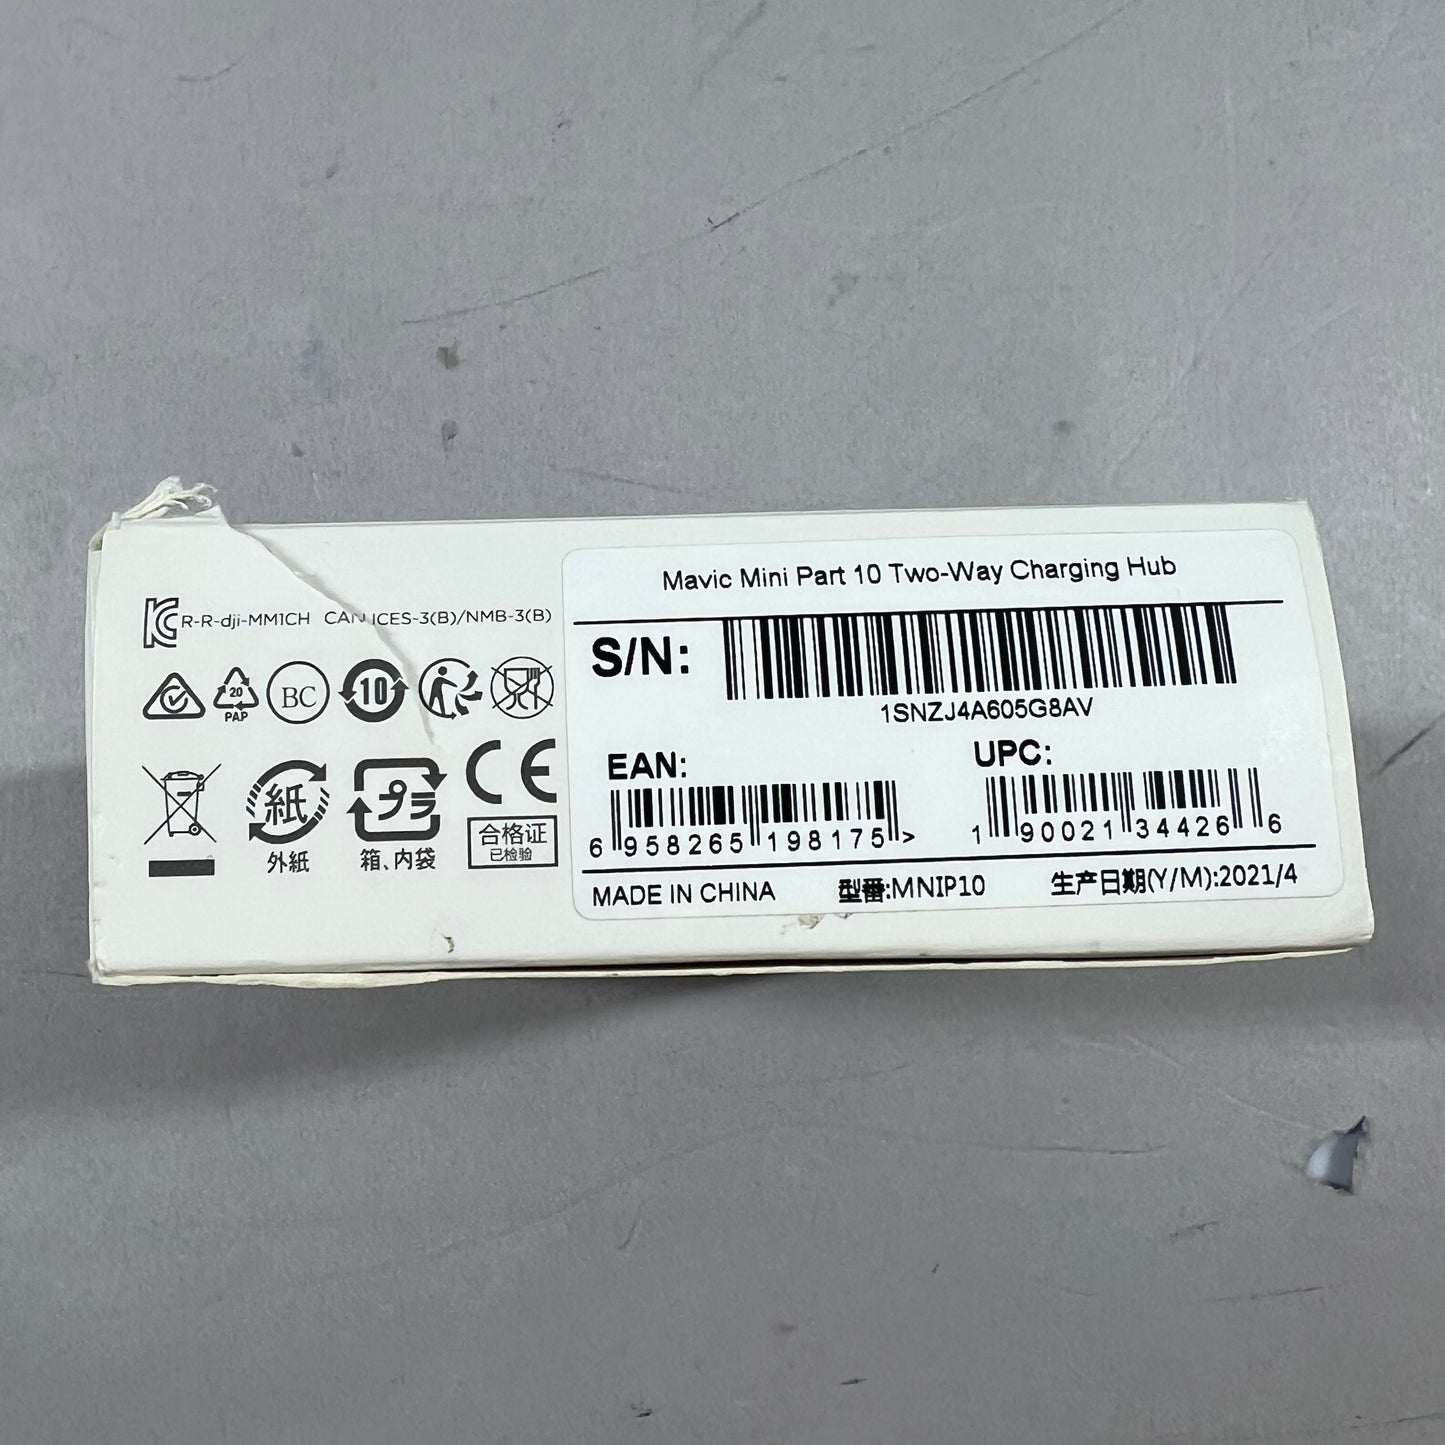 R-R-dji-MM1CH CAN ICES-3(B)/NMB-3(B)
20
PAP
BC
10
紙
外紙
プラ
箱、内袋
CE
合格证
已检验
Mavic Mini Part 10 Two-Way Charging Hub
S/N:
1SNZJ4A605G8AV
EAN:
6 958265 198175 >
UPC:
1 90021 34426 6
MADE IN CHINA 型番:MNIP10 生产日期(Y/M):2021/4